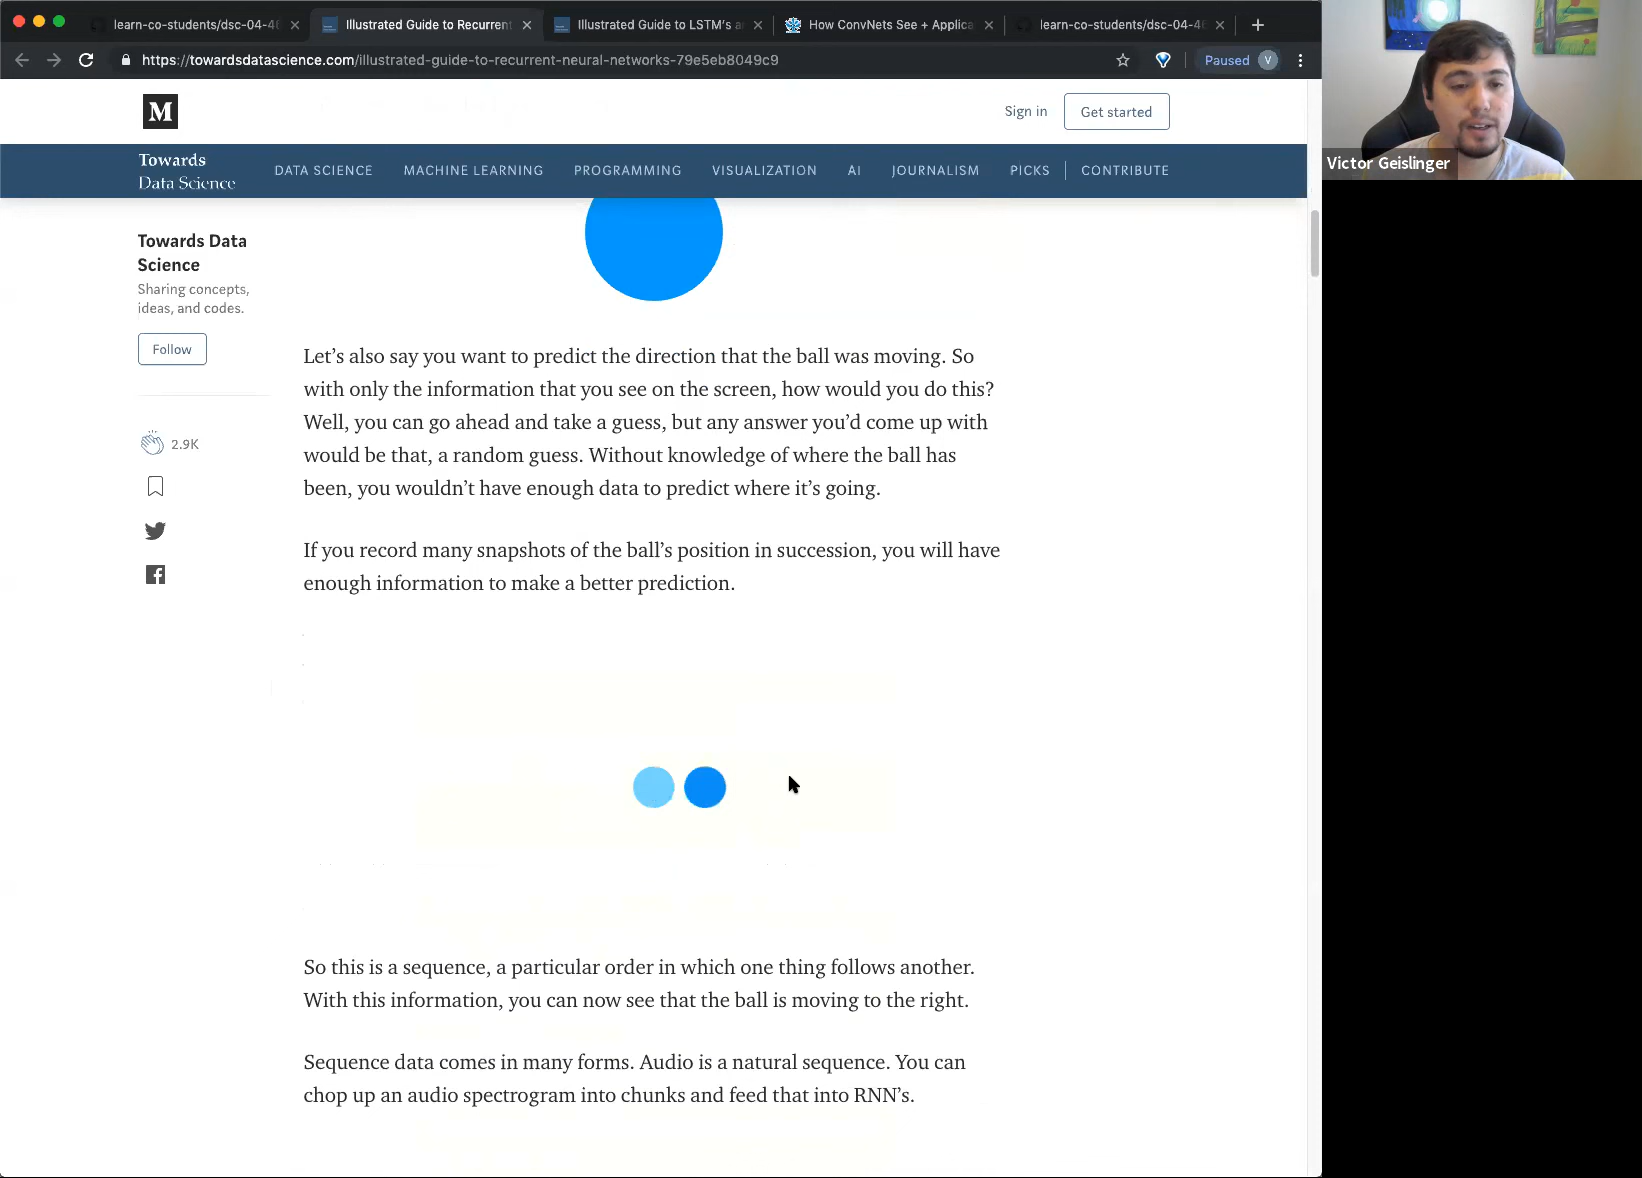 learn-co-students/dsc-04-46
Illustrated Guide to Recurrent
Illustrated Guide to LSTM's a
How ConvNets See + Applica
learn-co-students/dsc-04-46
https://towardsdatascience.com/illustrated-guide-to-recurrent-neural-networks-79e5eb8049c9
Paused
V
M
Sign in
Get started
Towards
Data Science
DATA SCIENCE
MACHINE LEARNING
PROGRAMMING
VISUALIZATION
AI
JOURNALISM
PICKS
CONTRIBUTE
Victor Geislinger
Towards Data
Science
Sharing concepts,
ideas, and codes.
Follow
2.9K
Let’s also say you want to predict the direction that the ball was moving. So
with only the information that you see on the screen, how would you do this?
Well, you can go ahead and take a guess, but any answer you’d come up with
would be that, a random guess. Without knowledge of where the ball has
been, you wouldn’t have enough data to predict where it’s going.
If you record many snapshots of the ball’s position in succession, you will have
enough information to make a better prediction.
So this is a sequence, a particular order in which one thing follows another.
With this information, you can now see that the ball is moving to the right.
Sequence data comes in many forms. Audio is a natural sequence. You can
chop up an audio spectrogram into chunks and feed that into RNN’s.